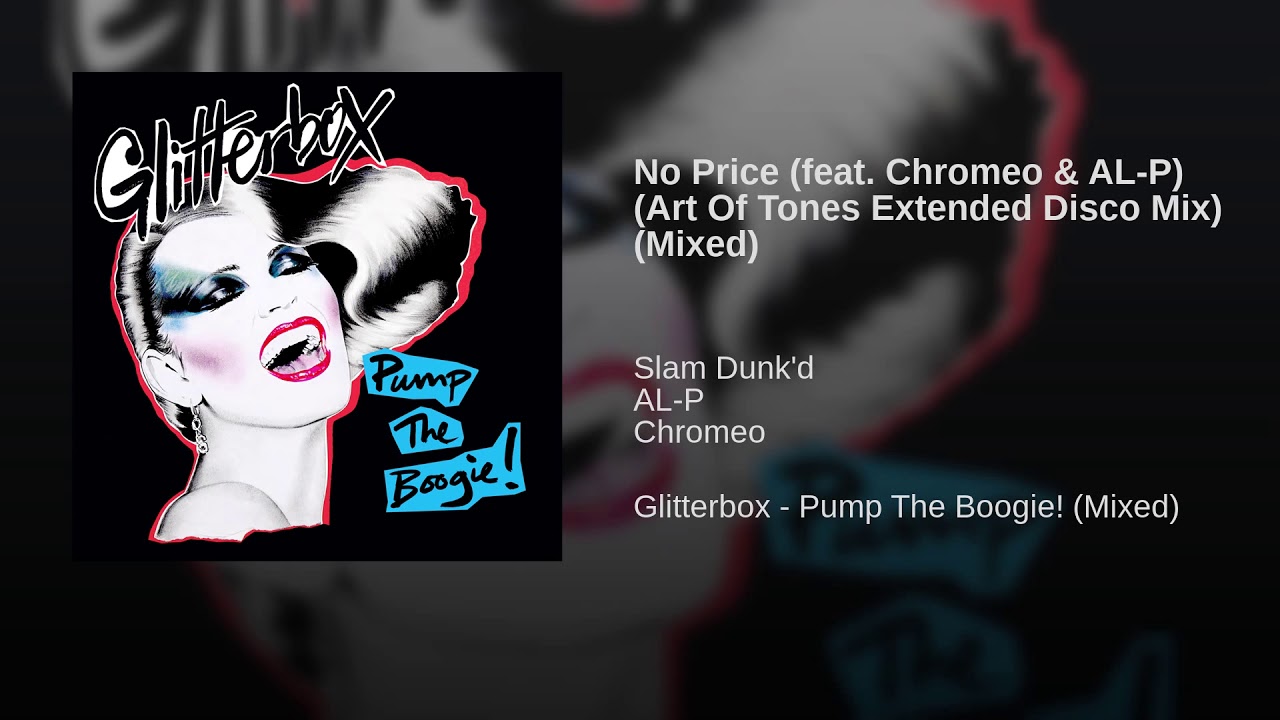 Glitterbox
Pump
The
Boogie!
No Price (feat. Chromeo & AL-P)
(Art Of Tones Extended Disco Mix)
(Mixed)
Slam Dunk'd
AL-P
Chromeo
Glitterbox - Pump The Boogie! (Mixed)